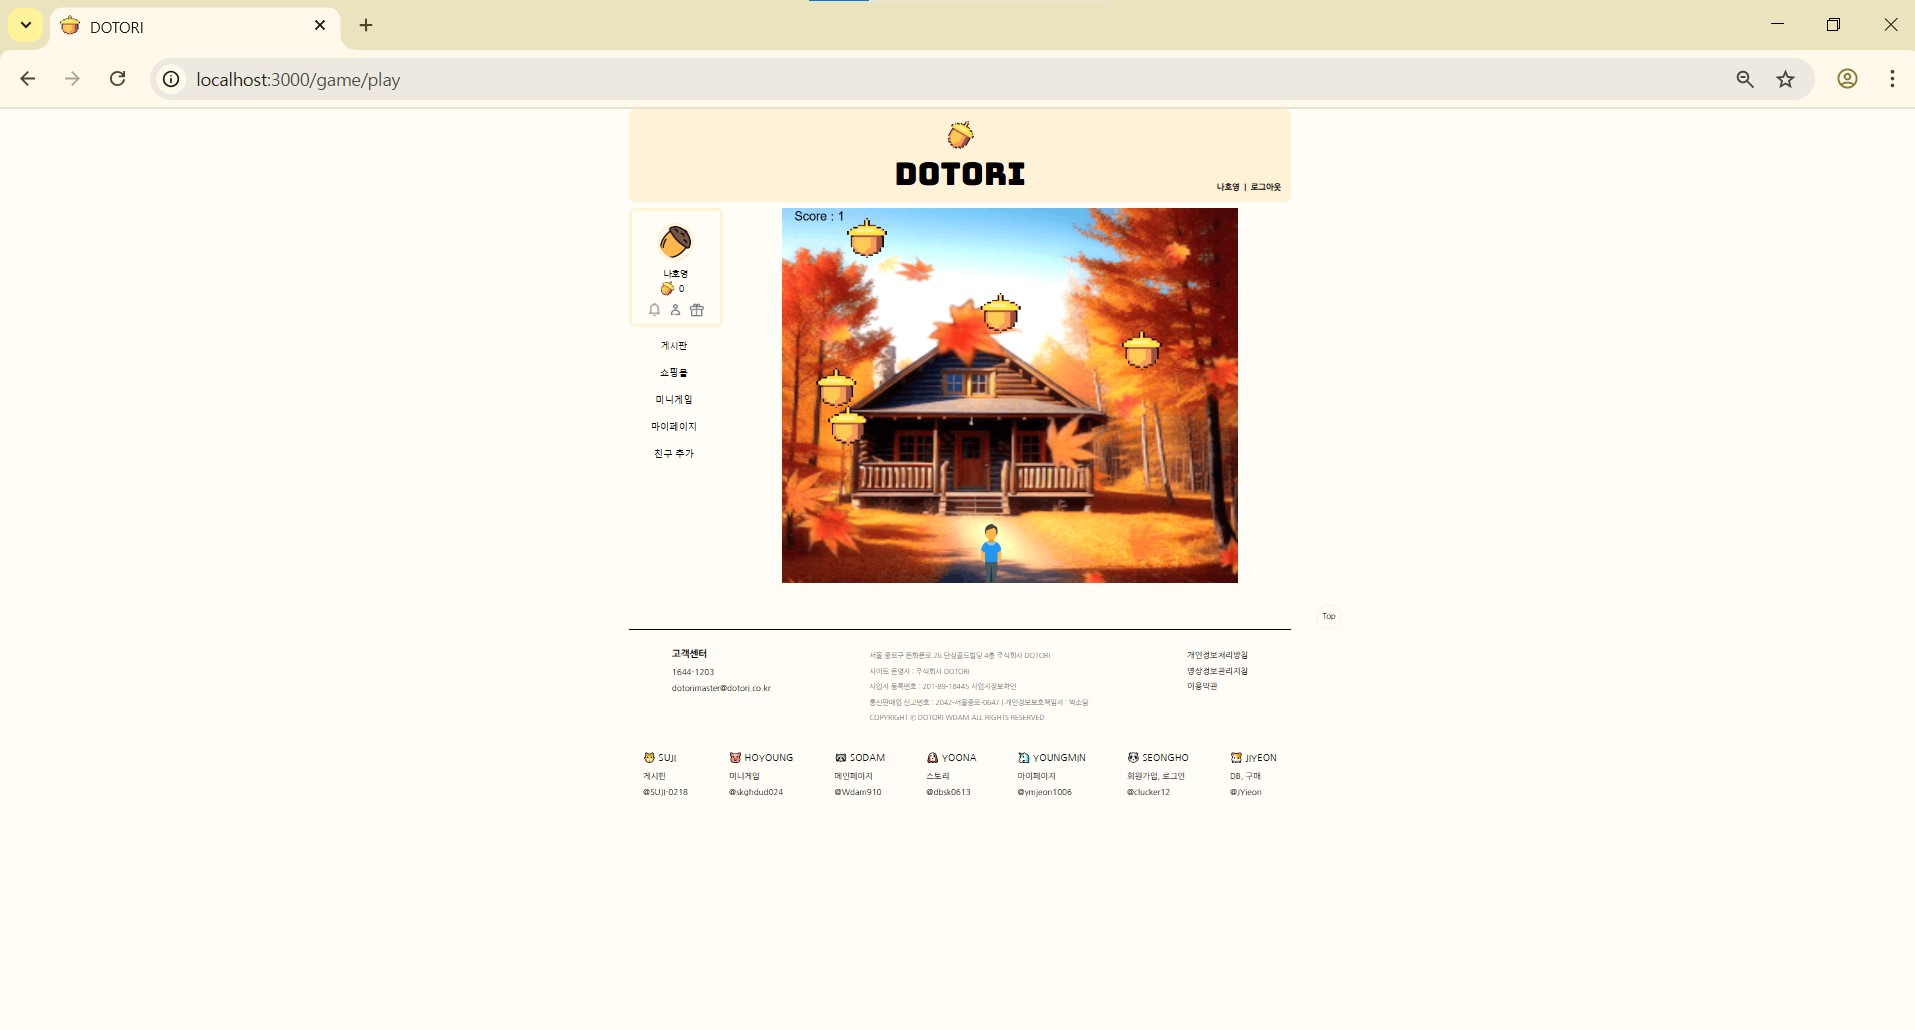 DOTORI
localhost:3000/game/play
DOTORI
나호영 | 로그아웃
나호영
0
게시판
쇼핑몰
미니게임
마이페이지
친구 추가
Score : 1
Top
고객센터
1644-1203
dotorimaster@dotori.co.kr
서울 종로구 돈화문로 26 단성골드빌딩 4층 주식회사 DOTORI
사이트 운영자 : 주식회사 DOTORI
사업자 등록번호 : 201-89-18445 사업자정보확인
통신판매업 신고번호 : 2042-서울종로-0647 | 개인정보보호책임자 : 박소담
COPYRIGHT © DOTORI.WDAM.ALL RIGHTS RESERVED.
개인정보처리방침
영상정보관리지침
이용약관
SUJI
게시판
@SUJI-0218
HOYOUNG
미니게임
@skghdud024
SODAM
메인페이지
@Wdam910
YOONA
스토리
@dbsk0613
YOUNGMIN
마이페이지
@ymjeon1006
SEONGHO
회원가입, 로그인
@clucker12
JIYEON
DB, 구매
@JYieon